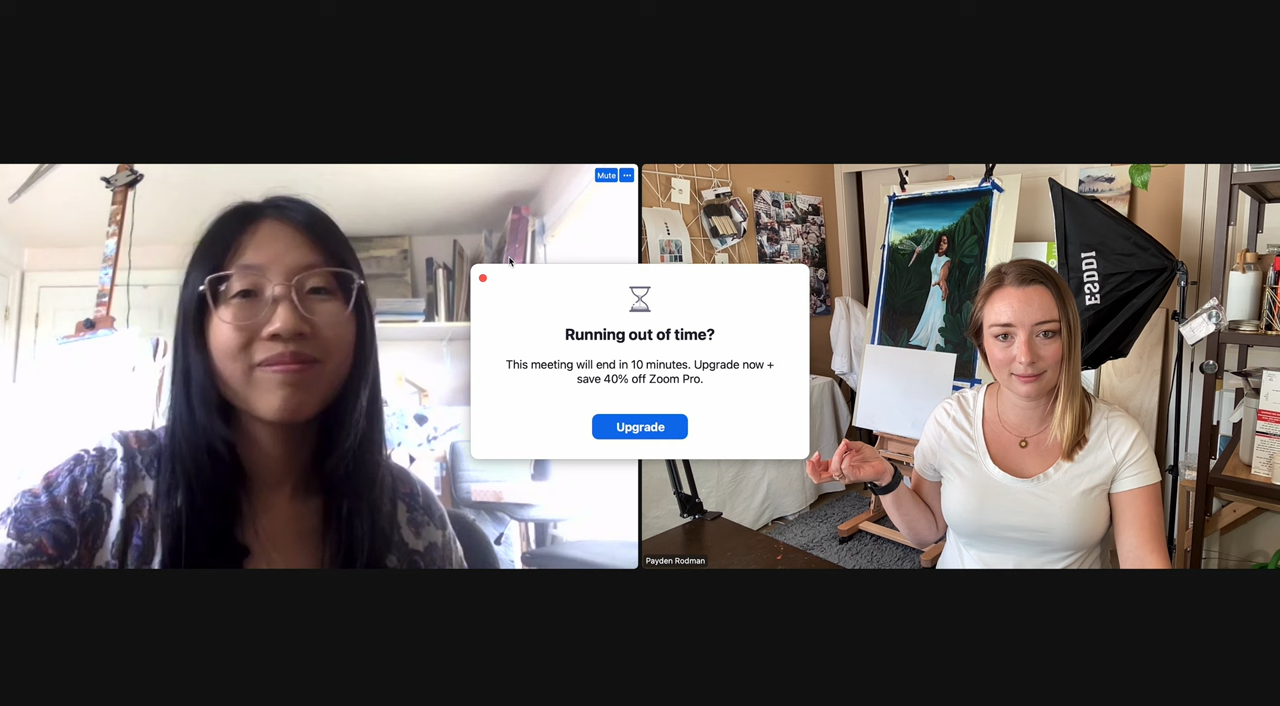 Mute
Running out of time?
This meeting will end in 10 minutes. Upgrade now +
save 40% off Zoom Pro.
Upgrade
ESDDI
Payden Rodman